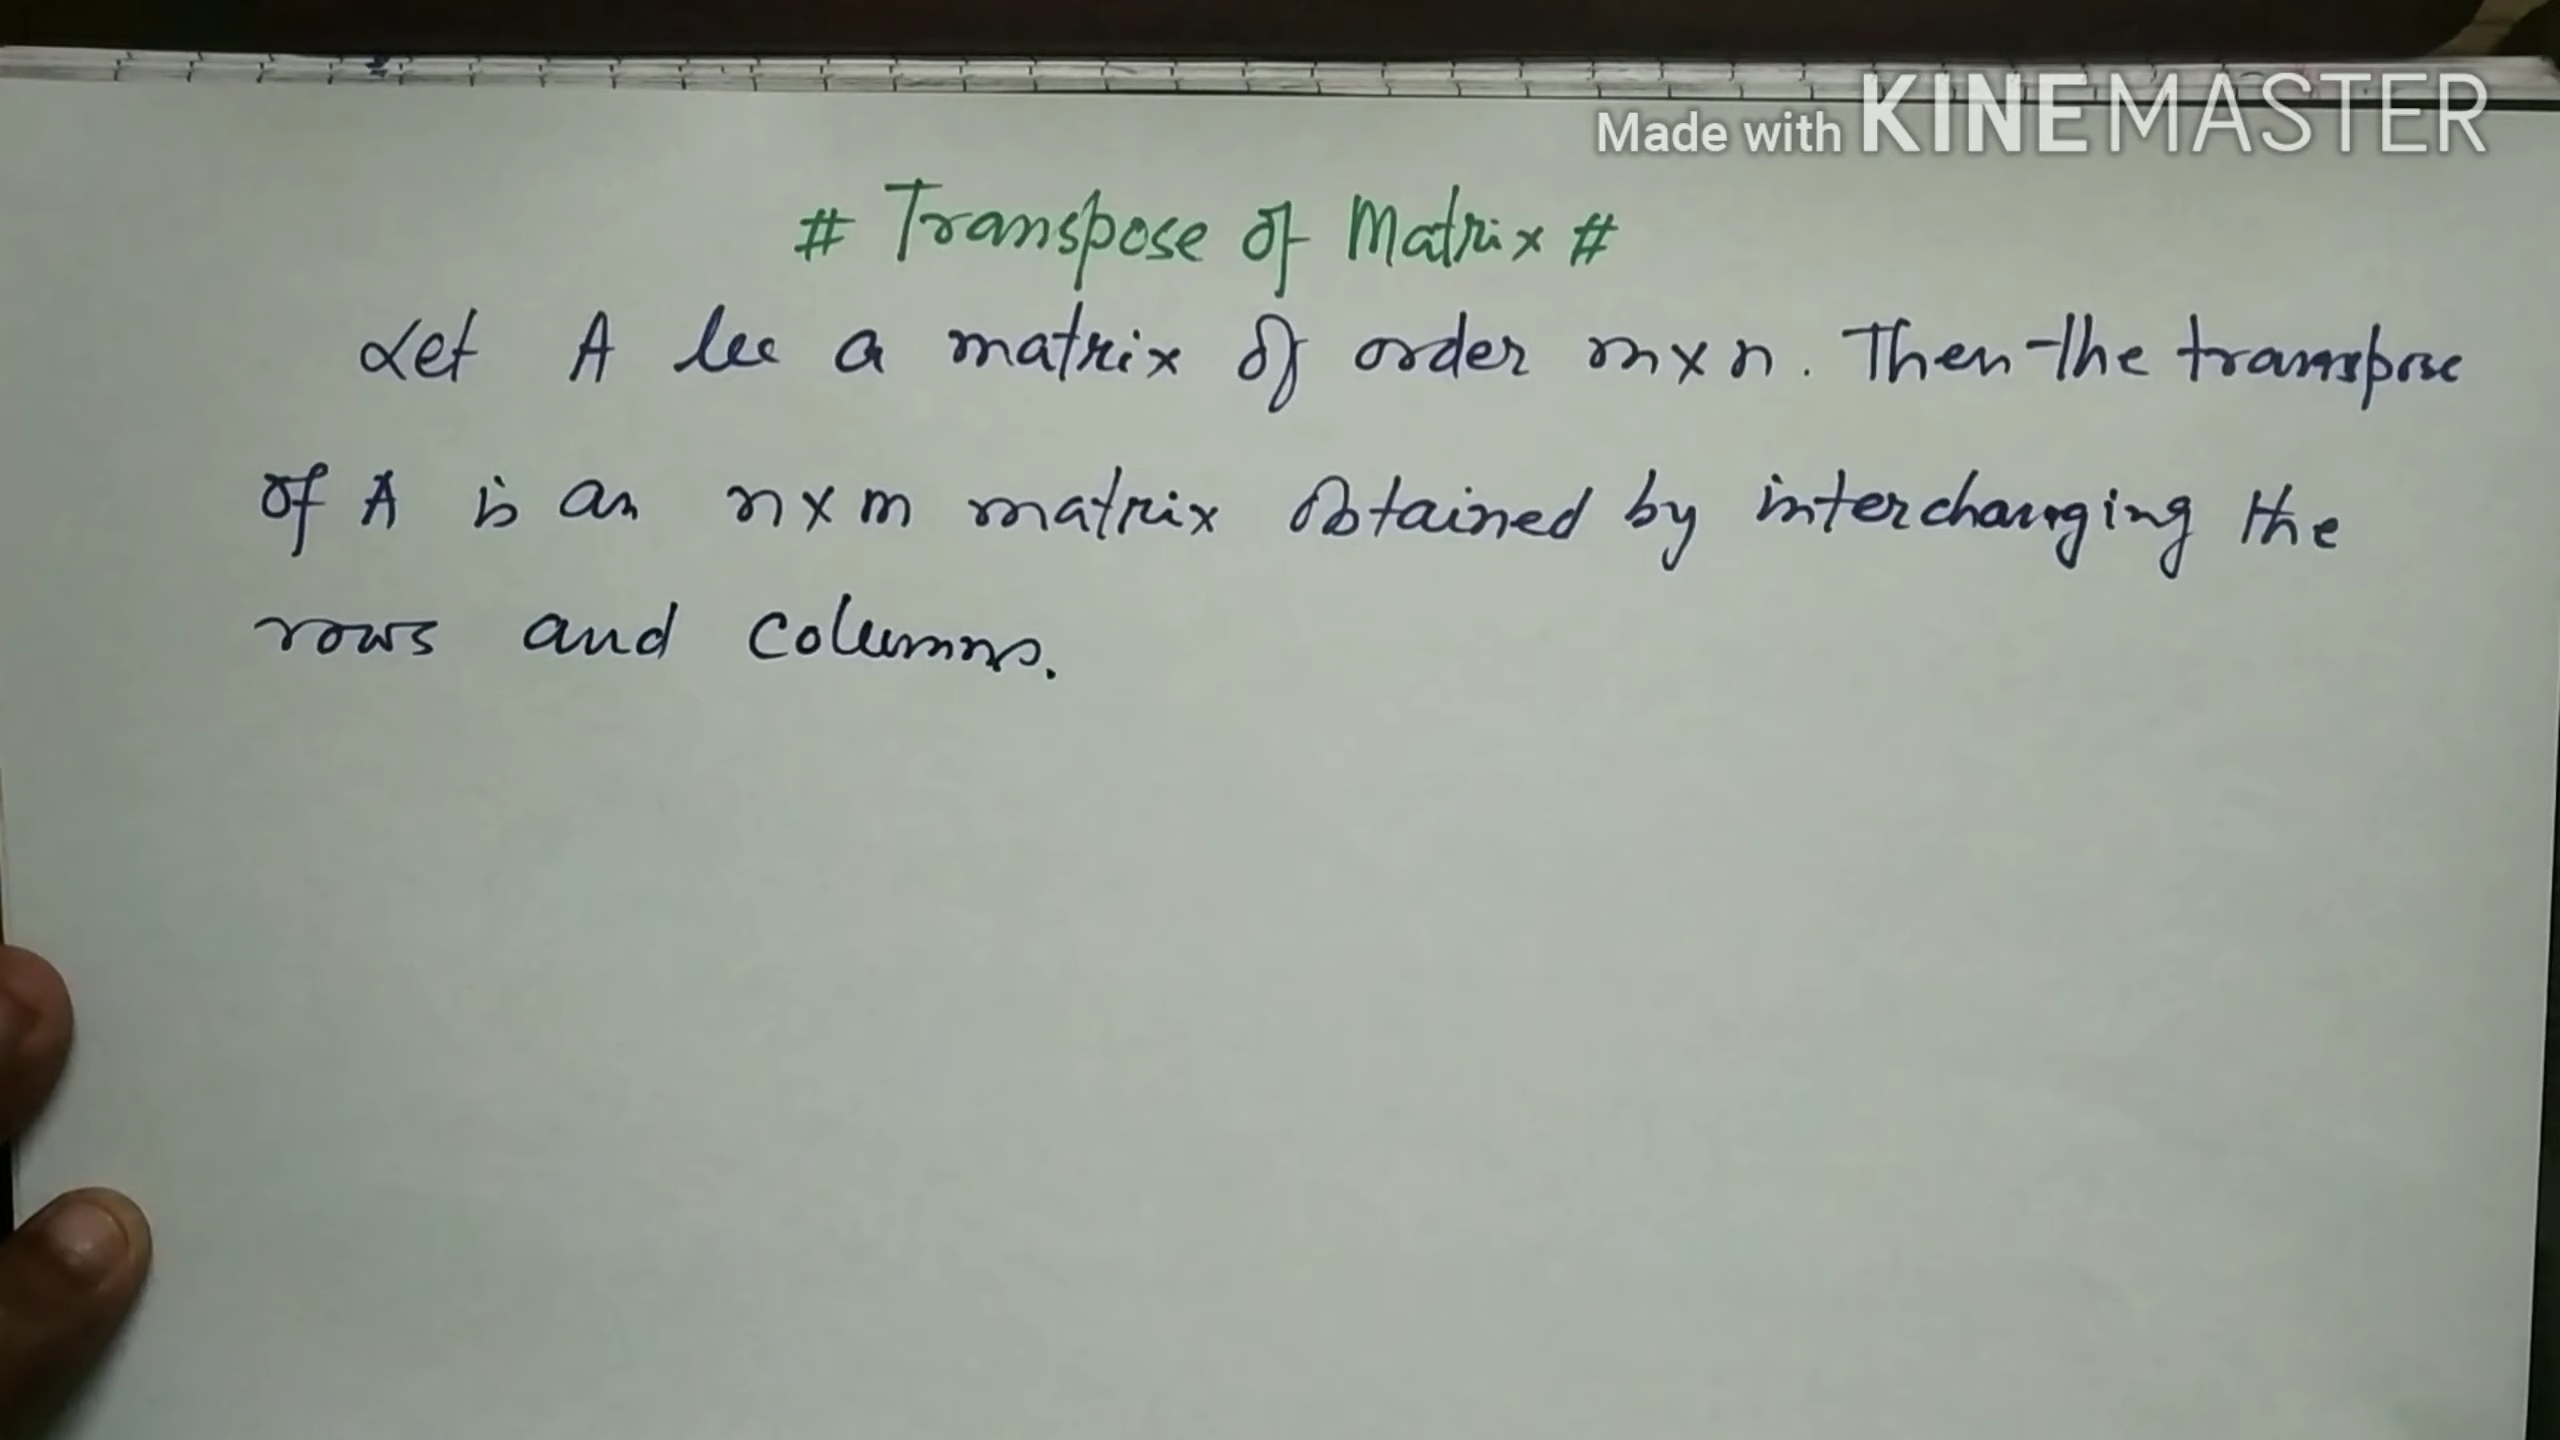 Made with KINEMASTER
# Transpose of Matrix #
Let A be a matrix of order m x n. Then the transpose
of A is an n x m matrix obtained by interchanging the
rows and columns.